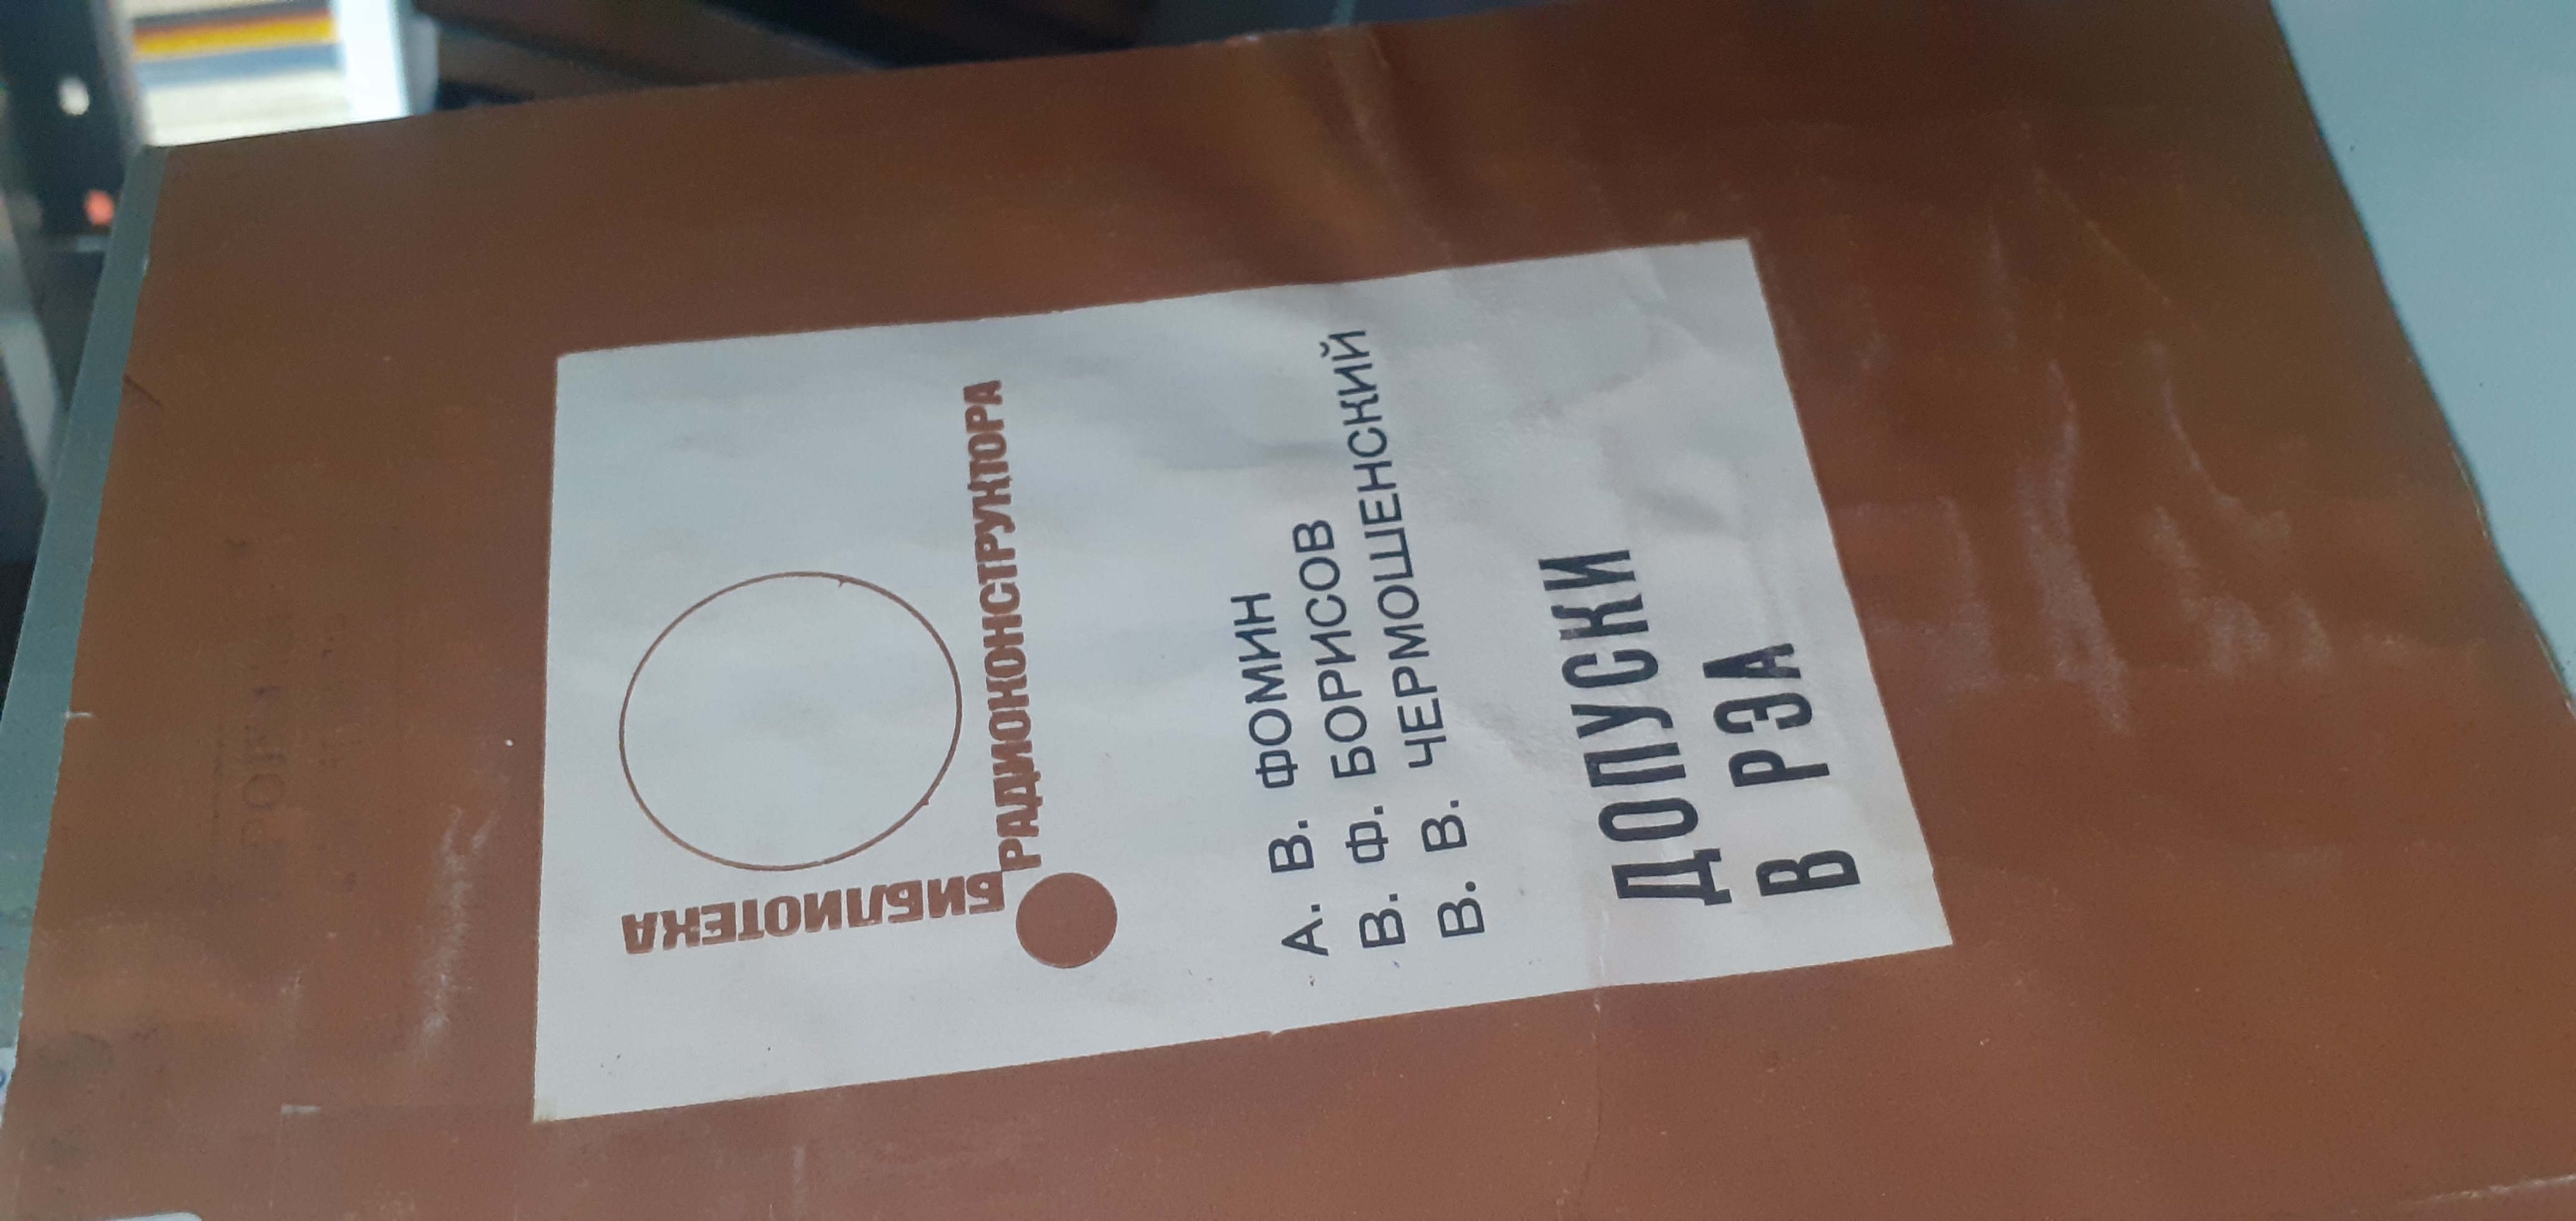 БИБЛИОТЕКА
РАДИОКОНСТРУКТОРА
А. В. ФОМИН
В. Ф. БОРИСОВ
В. В. ЧЕРМОШЕНСКИЙ
ДОПУСКИ
В РЭА